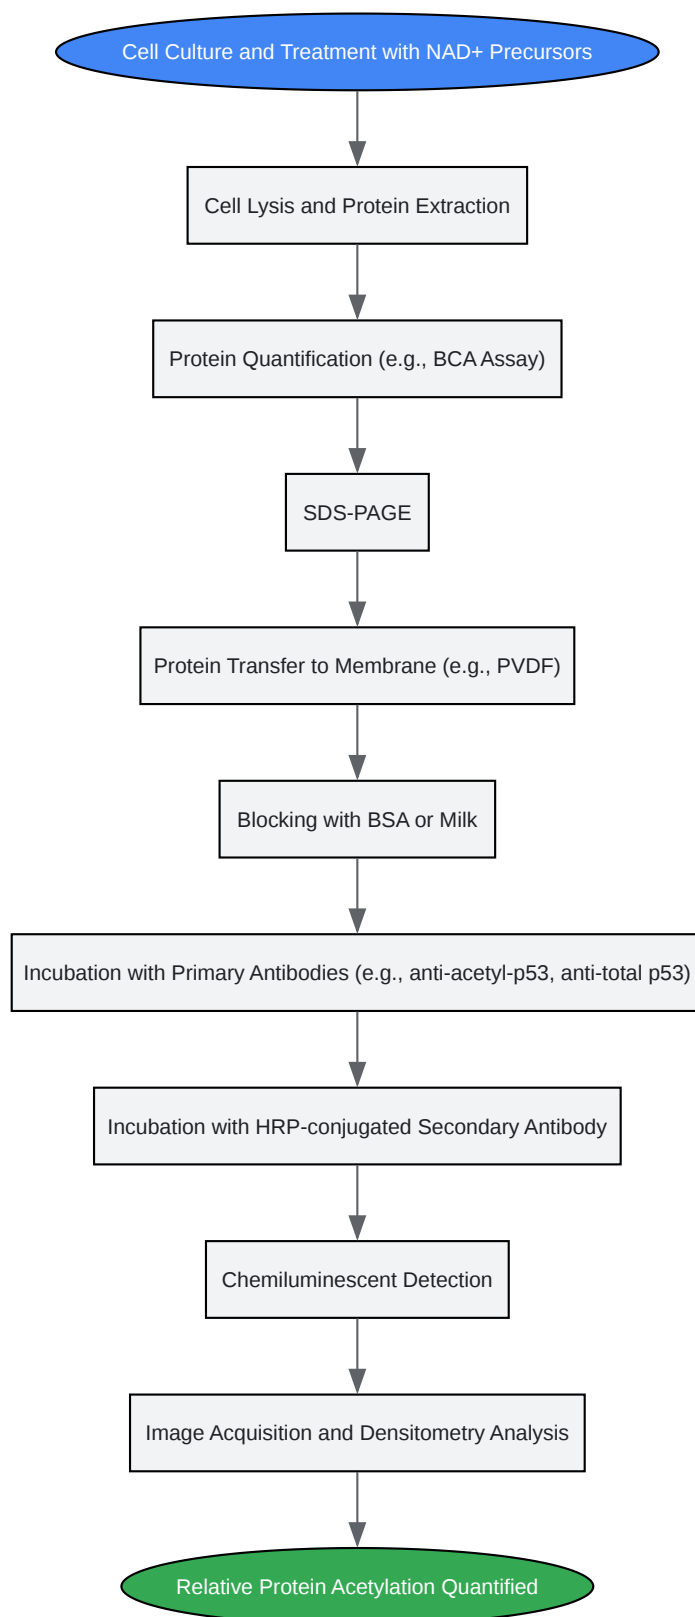 Cell Culture and Treatment with NAD+ Precursors
Cell Lysis and Protein Extraction
Protein Quantification (e.g., BCA Assay)
SDS-PAGE
Protein Transfer to Membrane (e.g., PVDF)
Blocking with BSA or Milk
Incubation with Primary Antibodies (e.g., anti-acetyl-p53, anti-total p53)
Incubation with HRP-conjugated Secondary Antibody
Chemiluminescent Detection
Image Acquisition and Densitometry Analysis
Relative Protein Acetylation Quantified